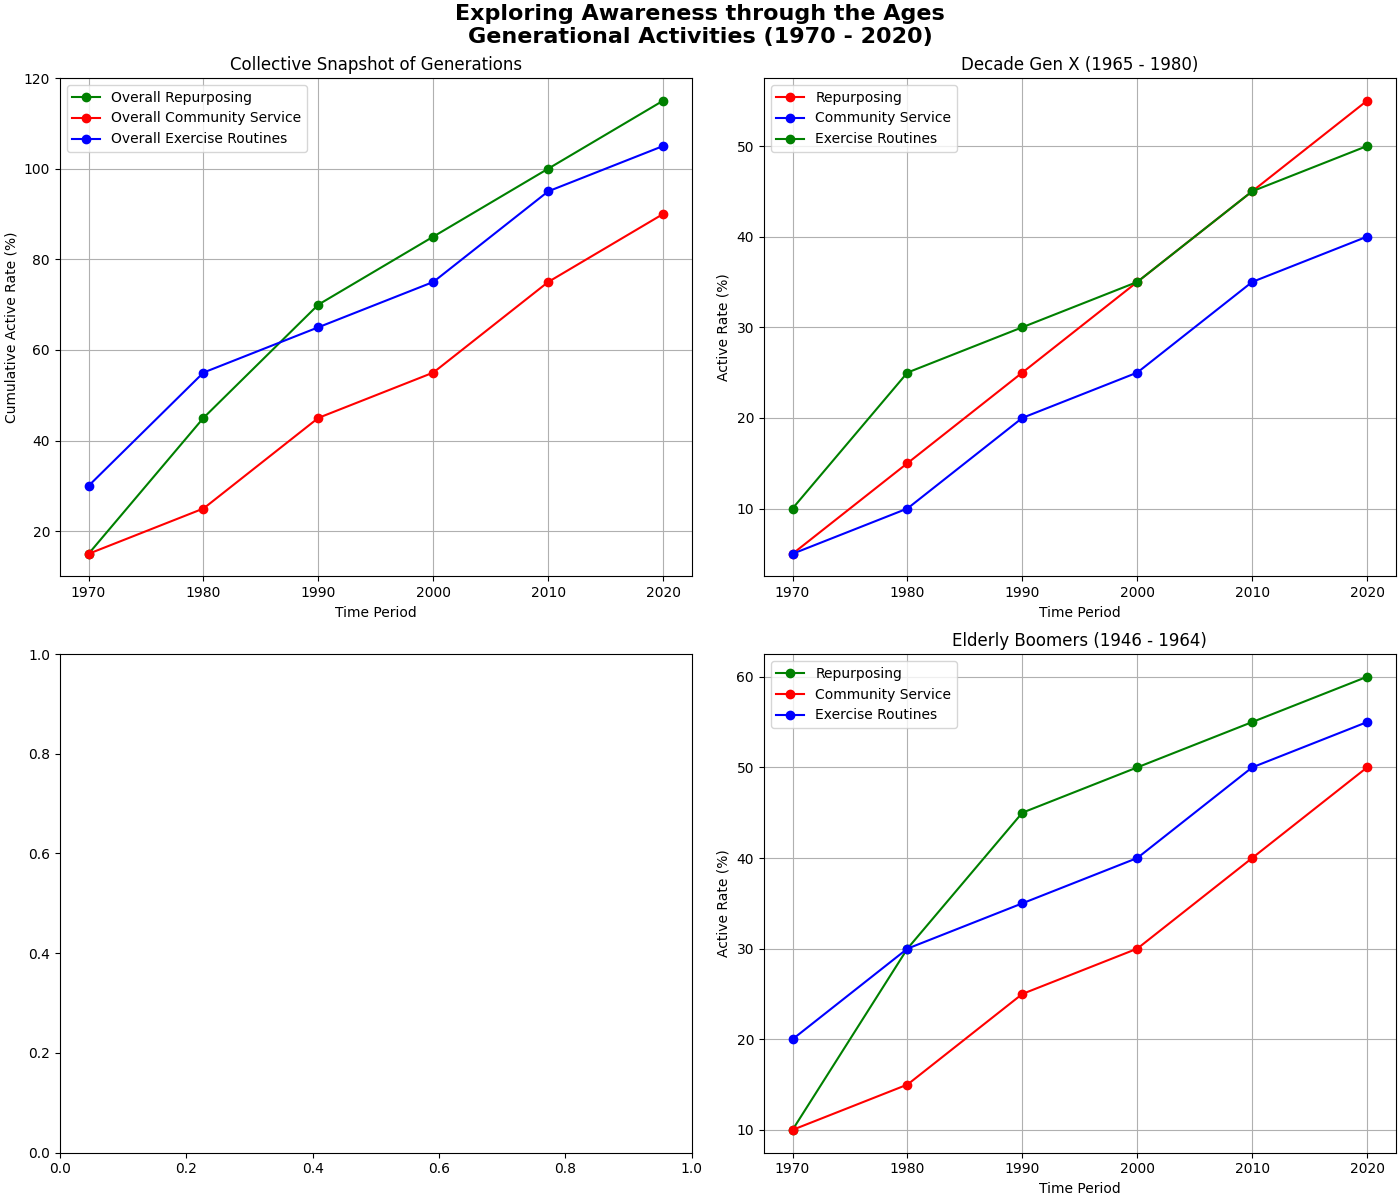 Exploring Awareness through the Ages
Generational Activities (1970 - 2020)
Collective Snapshot of Generations
Overall Repurposing
Overall Community Service
Overall Exercise Routines
Cumulative Active Rate (%)
120
100
80
60
40
20
1970 1980 1990 2000 2010 2020
Time Period
Decade Gen X (1965 - 1980)
Repurposing
Community Service
Exercise Routines
Active Rate (%)
50
40
30
20
10
1970 1980 1990 2000 2010 2020
Time Period
1.0
0.8
0.6
0.4
0.2
0.0
0.0 0.2 0.4 0.6 0.8 1.0
Elderly Boomers (1946 - 1964)
Repurposing
Community Service
Exercise Routines
Active Rate (%)
60
50
40
30
20
10
1970 1980 1990 2000 2010 2020
Time Period